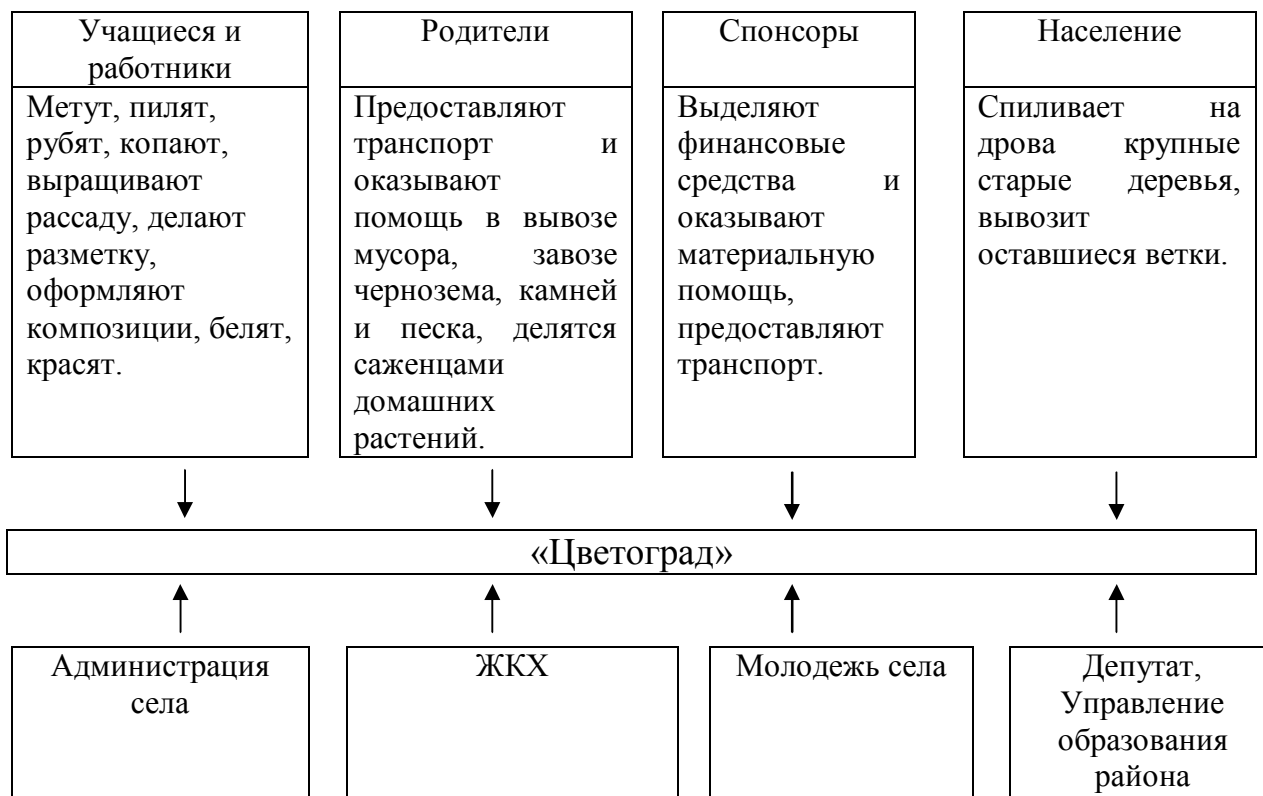 Учащиеся и
работники
Метут, пилят,
рубят, копают,
выращивают
рассаду, делают
разметку,
оформляют
композиции, белят,
красят.
Родители
Предоставляют
транспорт и
оказывают
помощь в вывозе
мусора, завозе
чернозема, камней
и песка, делятся
саженцами
домашних
растений.
Спонсоры
Выделяют
финансовые
средства и
оказывают
материальную
помощь,
предоставляют
транспорт.
Население
Спиливает на
дрова крупные
старые деревья,
вывозит
оставшиеся ветки.
«Цветоград»
Администрация
села
ЖКХ
Молодежь села
Депутат,
Управление
образования
района